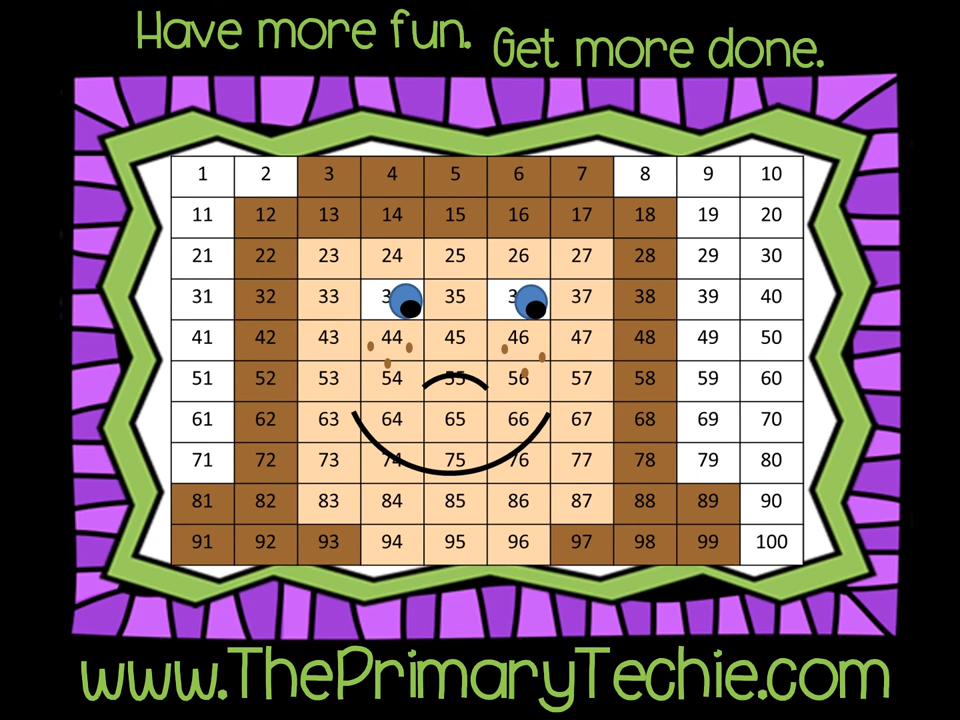 Have more fun. Get more done.
1 2 3 4 5 6 7 8 9 10
11 12 13 14 15 16 17 18 19 20
21 22 23 24 25 26 27 28 29 30
31 32 33 3 35 3 37 38 39 40
41 42 43 44 45 46 47 48 49 50
51 52 53 54 55 56 57 58 59 60
61 62 63 64 65 66 67 68 69 70
71 72 73 74 75 76 77 78 79 80
81 82 83 84 85 86 87 88 89 90
91 92 93 94 95 96 97 98 99 100
www.ThePrimaryTechie.com